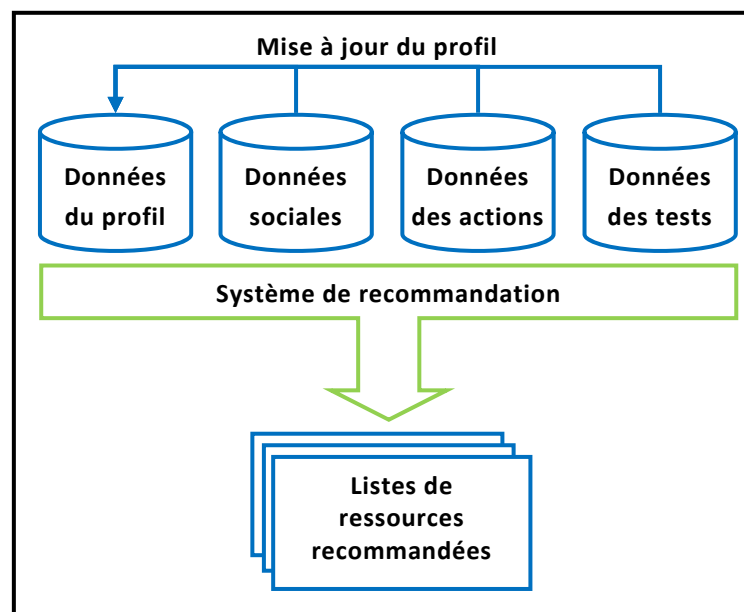 Mise à jour du profil
Données
du profil
Données
sociales
Données
des actions
Données
des tests
Système de recommandation
Listes de
ressources
recommandées